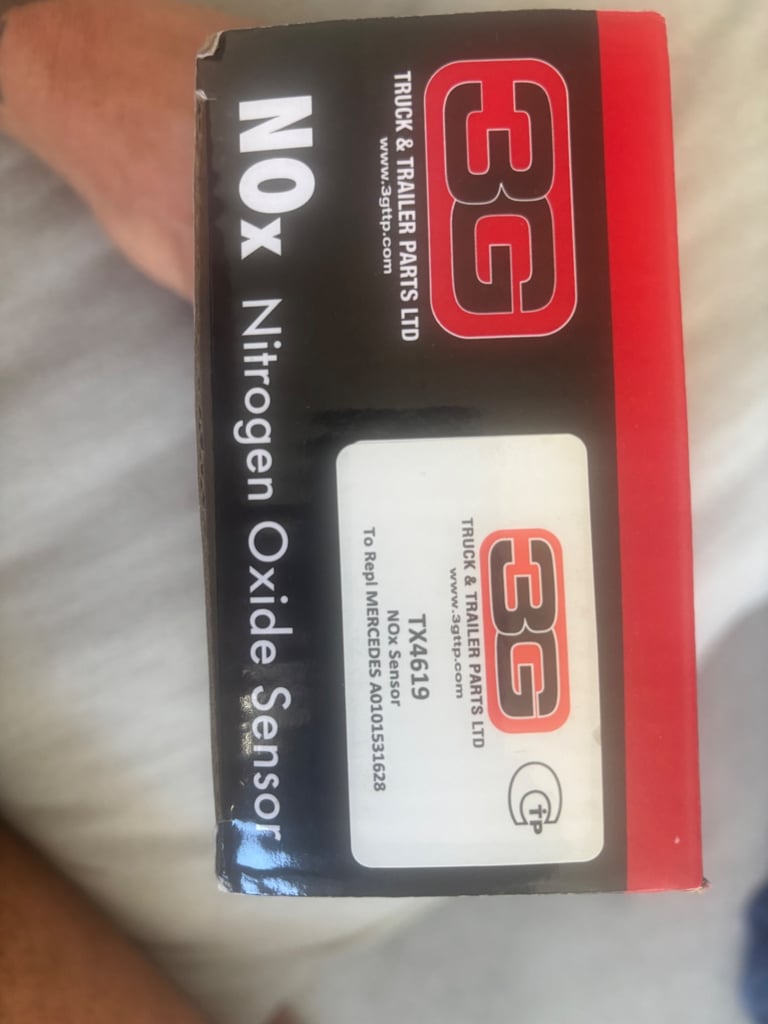 3G
TRUCK & TRAILER PARTS LTD
www.3gttp.com
NOx Nitrogen Oxide Sensor
3G
TRUCK & TRAILER PARTS LTD
www.3gttp.com
TX4619
NOx Sensor
To Repl MERCEDES A0101531628